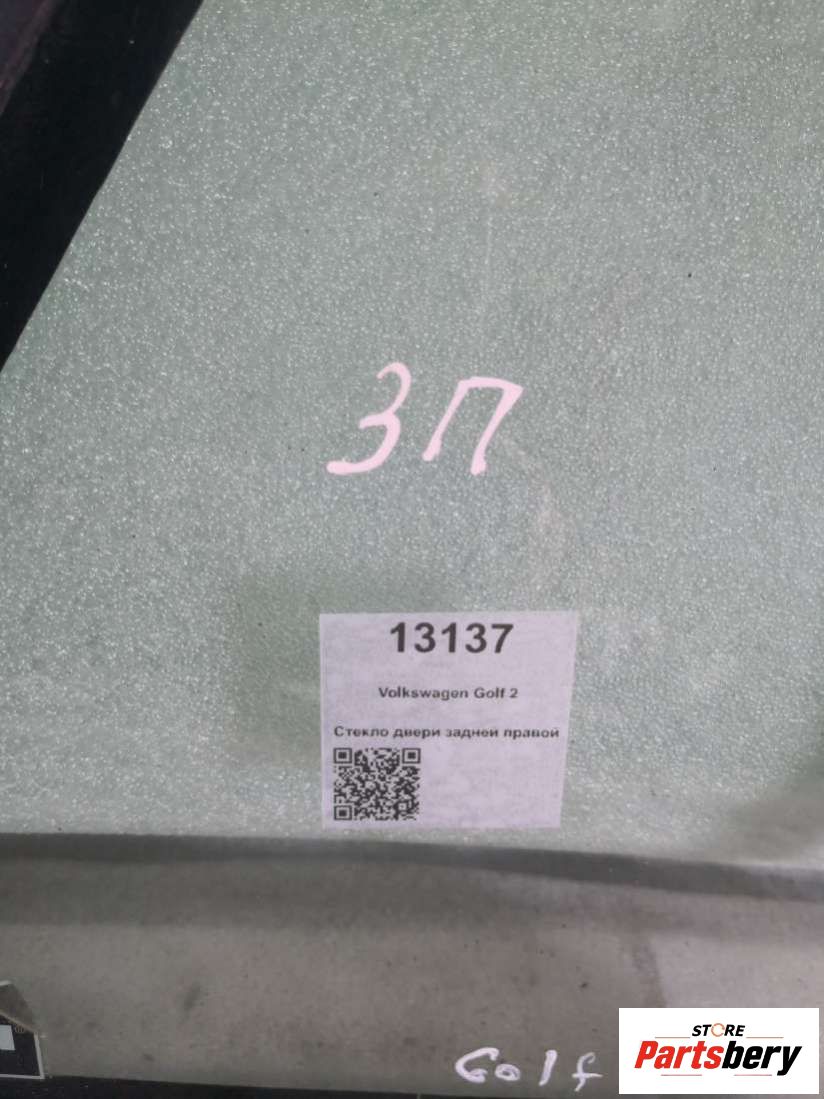 ЗП
13137
Volkswagen Golf 2
Стекло двери задней правой
Golf
STORE
Partsbery